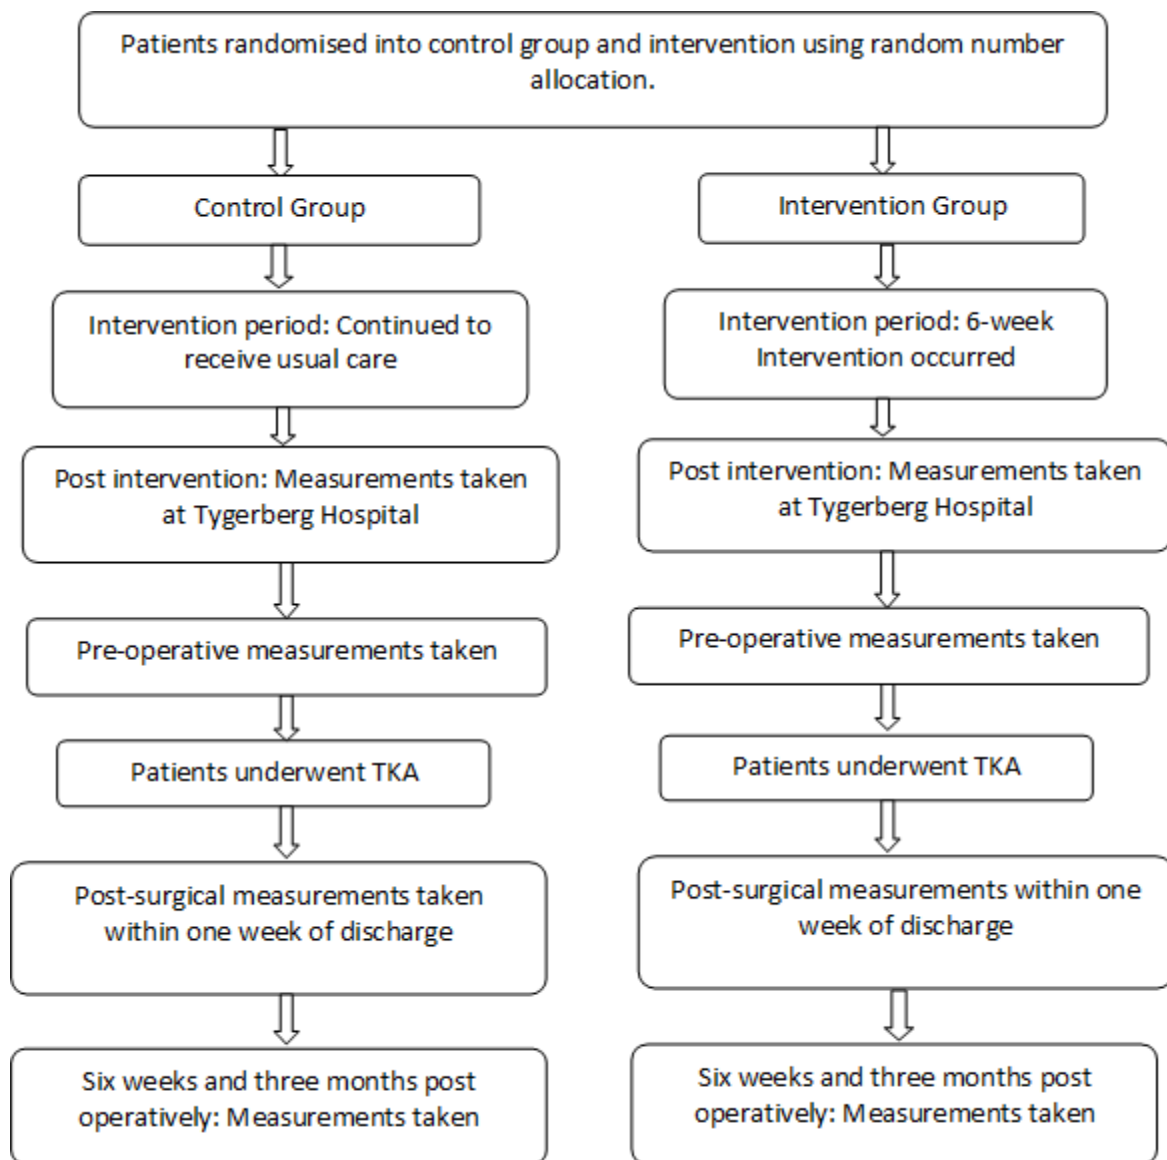 Patients randomised into control group and intervention using random number
allocation.
Control Group
Intervention Group
Intervention period: Continued to
receive usual care
Intervention period: 6-week
Intervention occurred
Post intervention: Measurements taken
at Tygerberg Hospital
Post intervention: Measurements taken
at Tygerberg Hospital
Pre-operative measurements taken
Pre-operative measurements taken
Patients underwent TKA
Patients underwent TKA
Post-surgical measurements taken
within one week of discharge
Post-surgical measurements within one
week of discharge
Six weeks and three months post
operatively: Measurements taken
Six weeks and three months post
operatively: Measurements taken